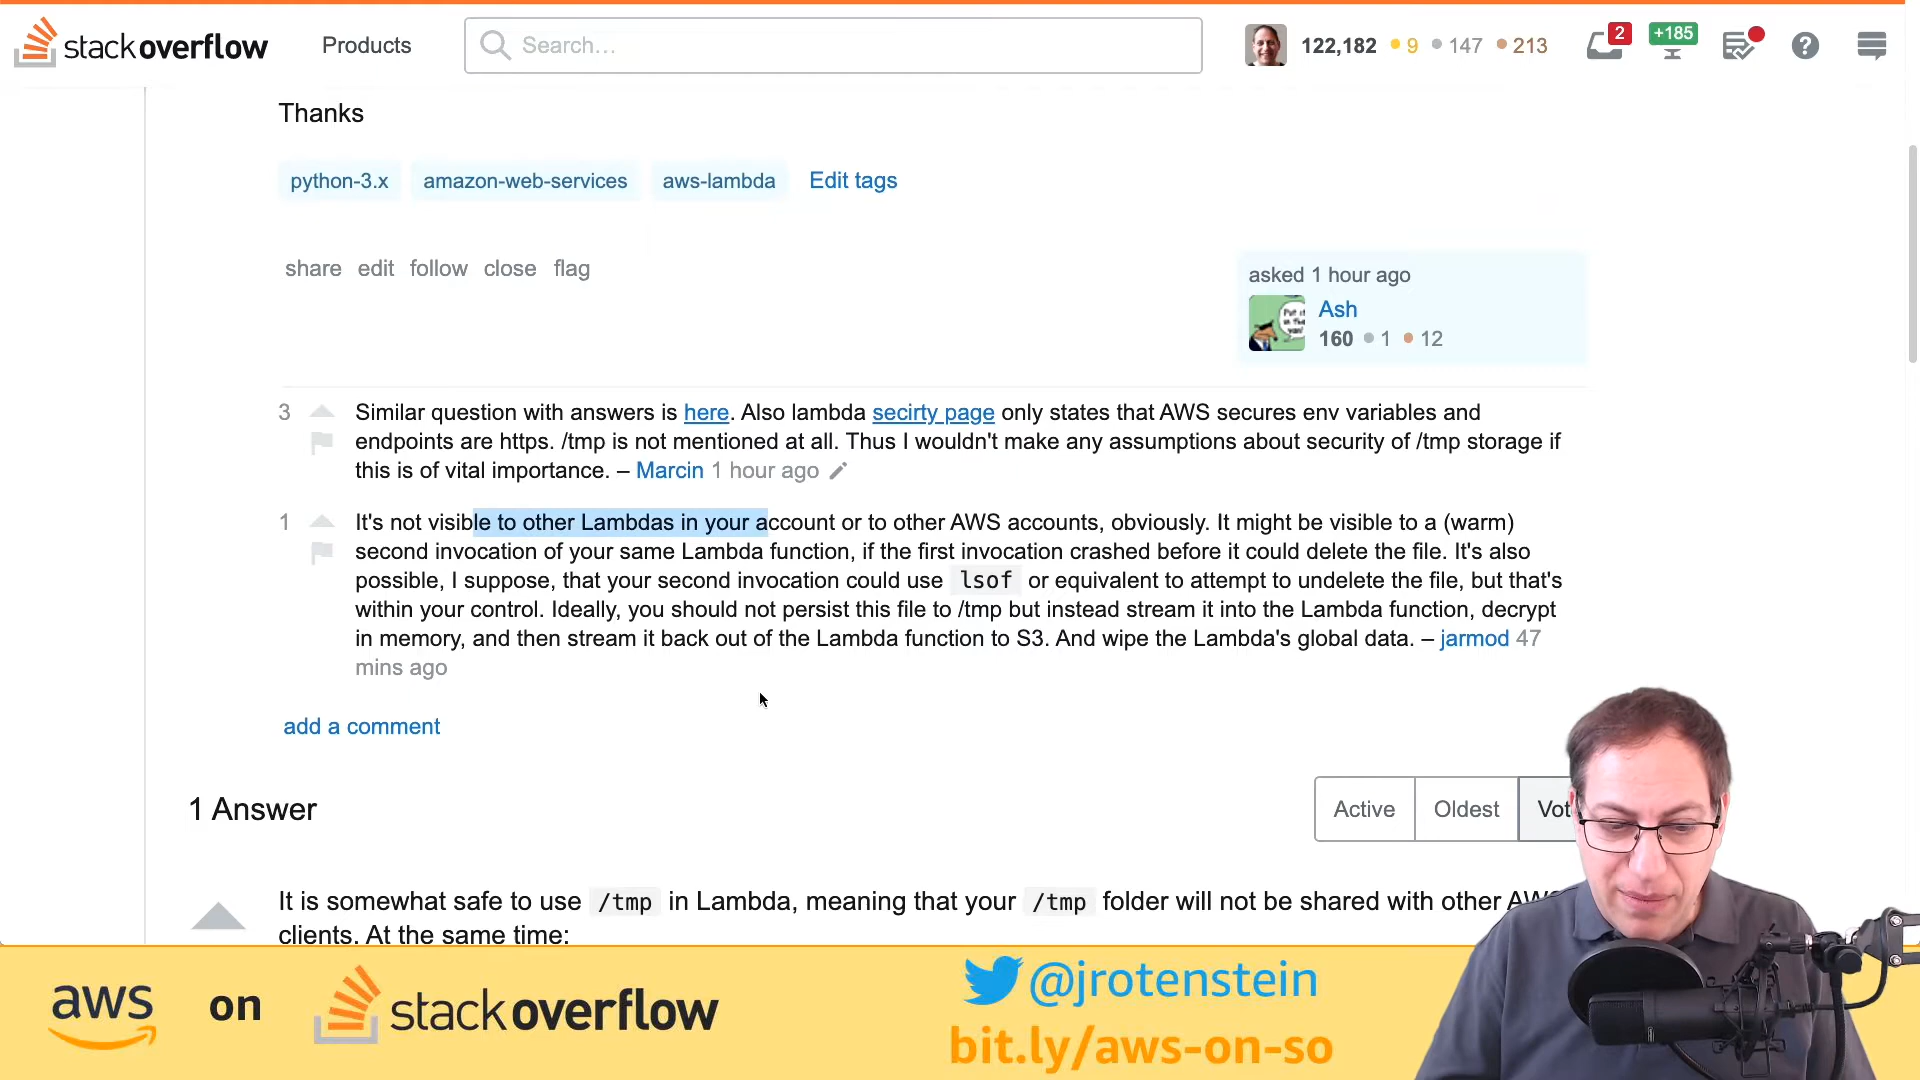 stackoverflow Products Search... 122,182 9 147 213 2 +185
Thanks
python-3.x amazon-web-services aws-lambda Edit tags
share edit follow close flag
asked 1 hour ago
Ash
160 1 12
3 Similar question with answers is here. Also lambda secirty page only states that AWS secures env variables and
endpoints are https. /tmp is not mentioned at all. Thus I wouldn't make any assumptions about security of /tmp storage if
this is of vital importance. – Marcin 1 hour ago
1 It's not visible to other Lambdas in your account or to other AWS accounts, obviously. It might be visible to a (warm)
second invocation of your same Lambda function, if the first invocation crashed before it could delete the file. It's also
possible, I suppose, that your second invocation could use lsof or equivalent to attempt to undelete the file, but that's
within your control. Ideally, you should not persist this file to /tmp but instead stream it into the Lambda function, decrypt
in memory, and then stream it back out of the Lambda function to S3. And wipe the Lambda's global data. – jarmod 47
mins ago
add a comment
1 Answer
Active Oldest
It is somewhat safe to use /tmp in Lambda, meaning that your /tmp folder will not be shared with other
clients. At the same time:
aws on stackoverflow
@jrotenstein
bit.ly/aws-on-so